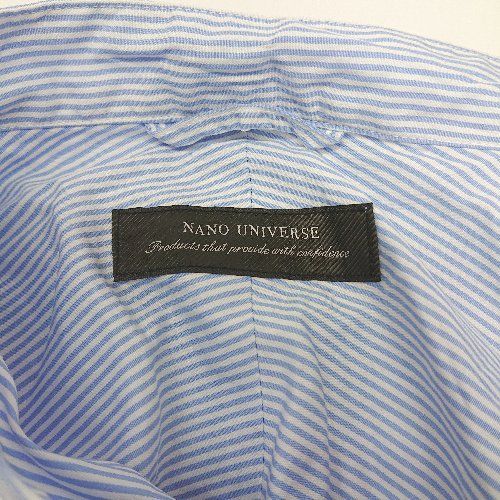 NANO UNIVERSE
Products that provide with confidence